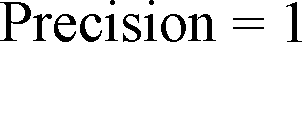 Precision = 1